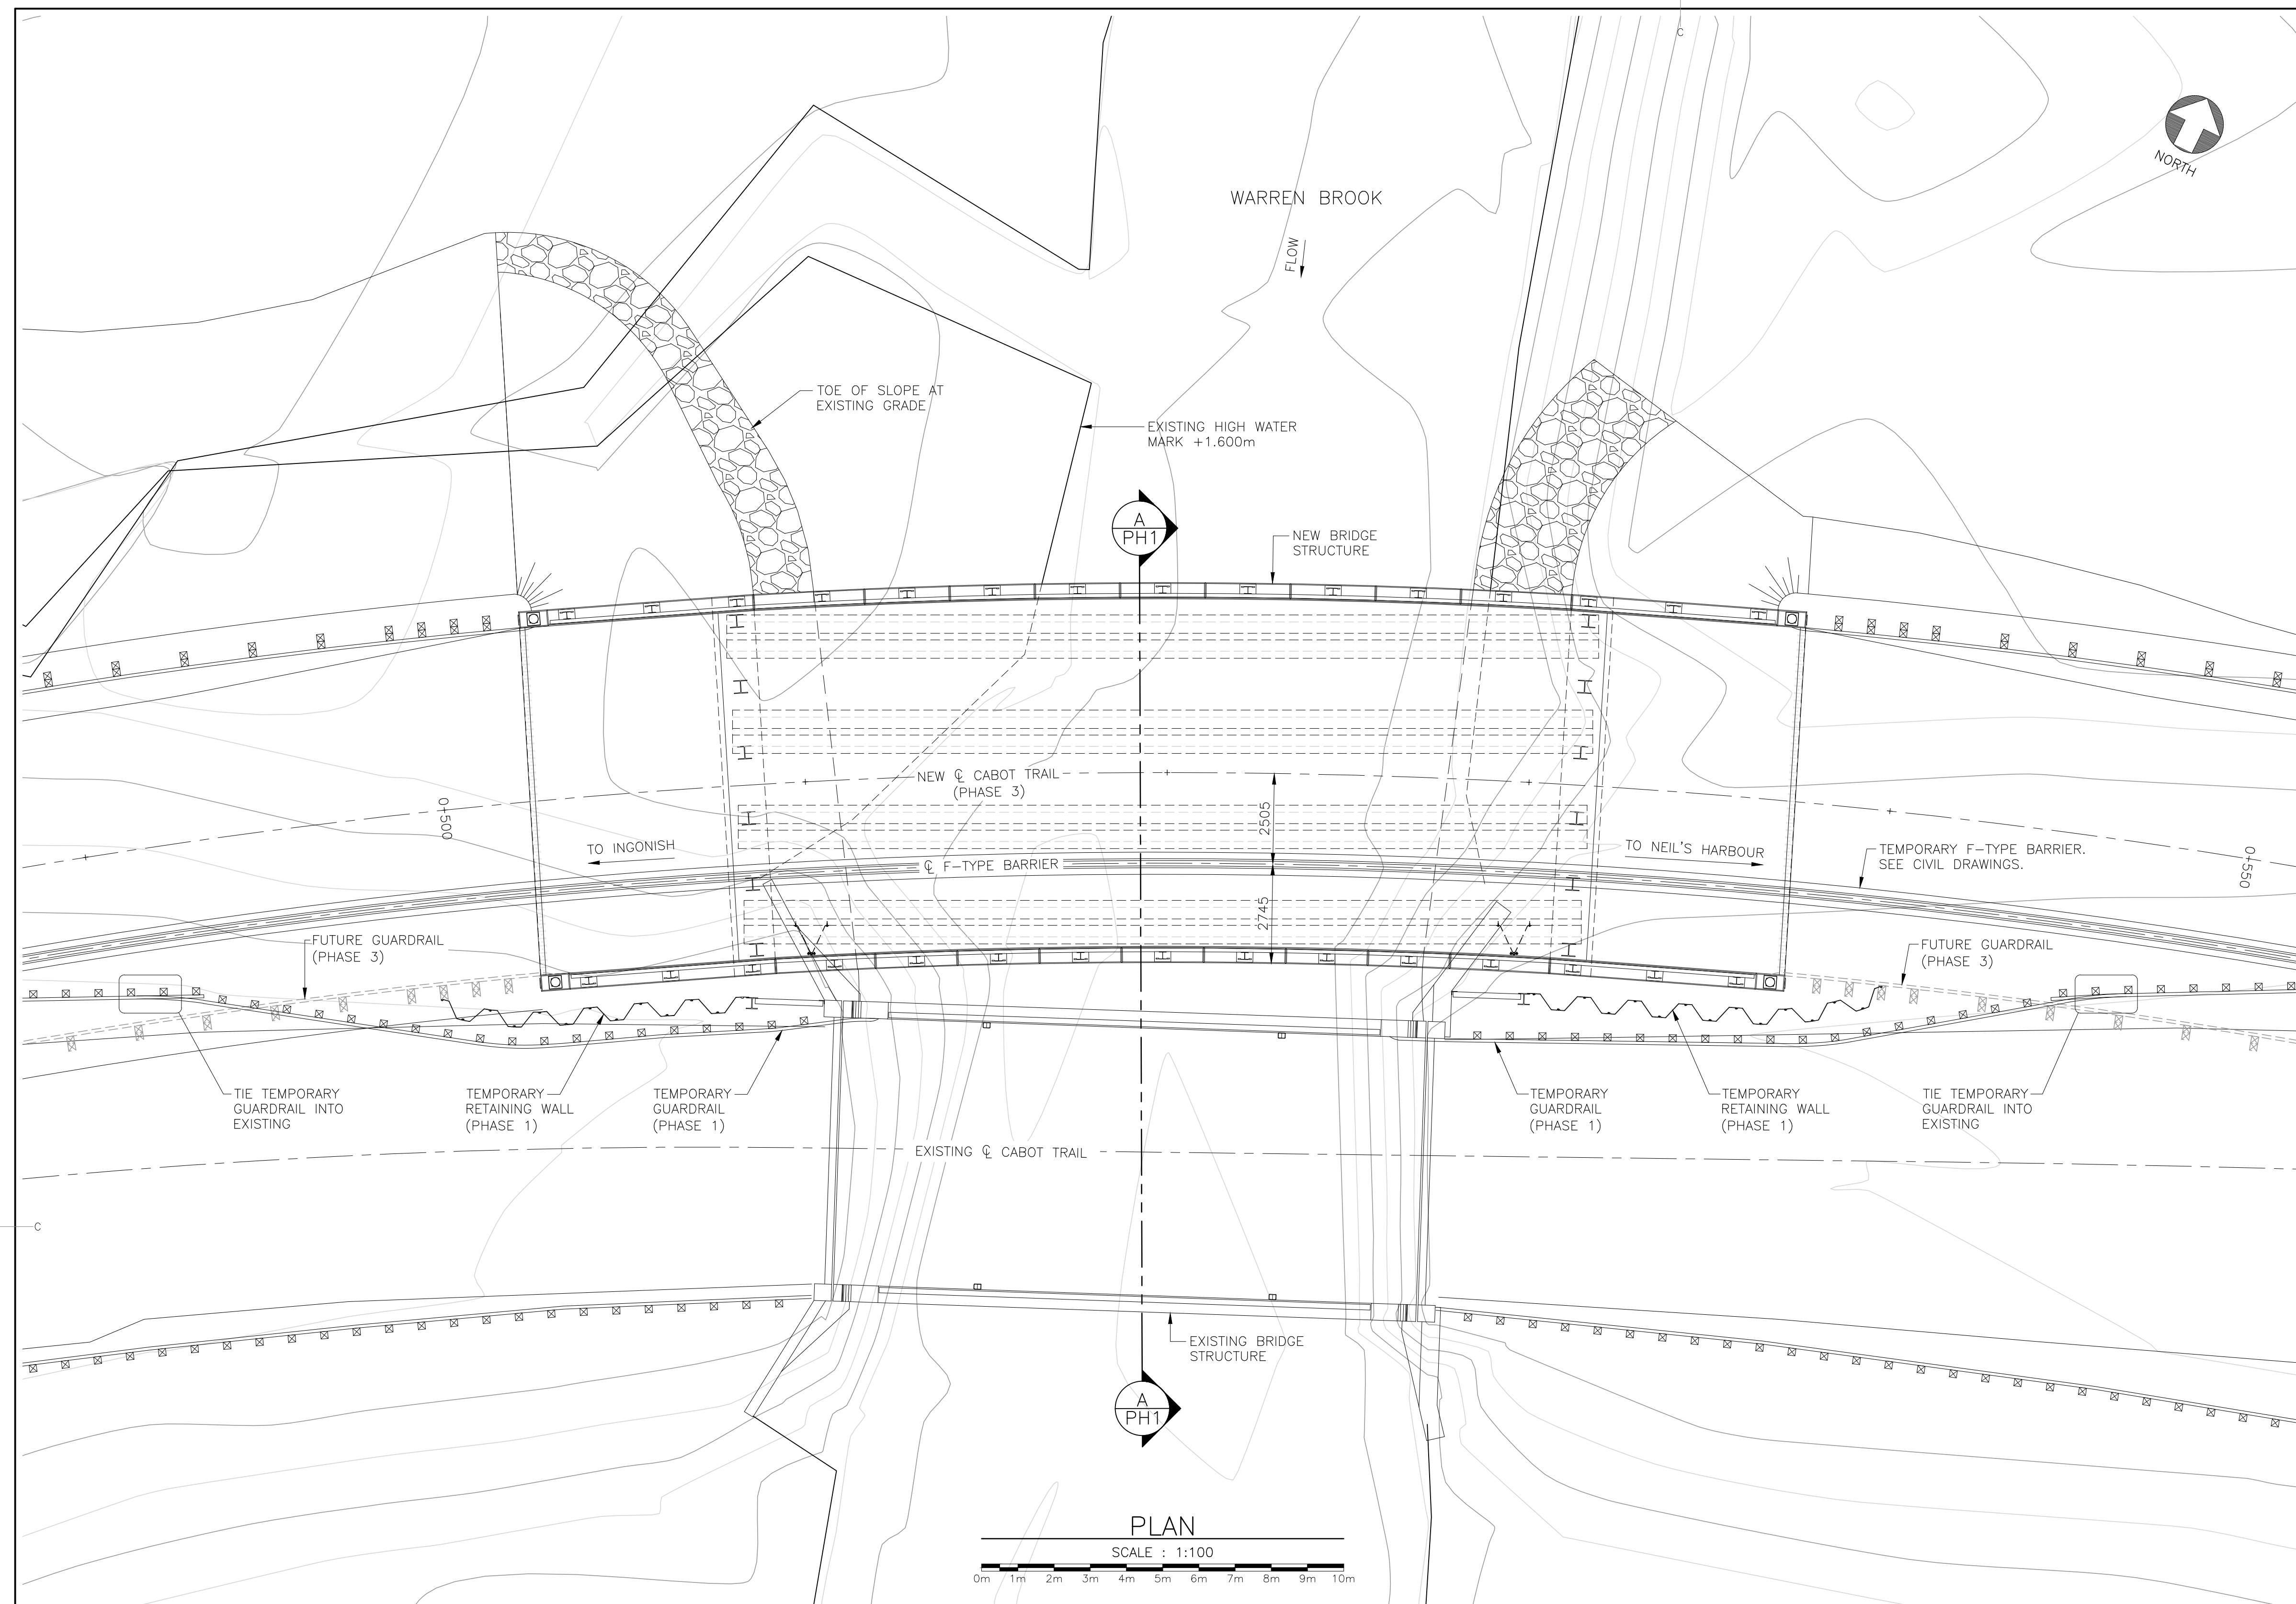 C
NORTH
WARREN BROOK
FLOW
TOE OF SLOPE AT
EXISTING GRADE
EXISTING HIGH WATER
MARK +1.600m
A
PH1
NEW BRIDGE
STRUCTURE
NEW ℄ CABOT TRAIL
(PHASE 3)
0+500
2505
TO INGONISH
TO NEIL'S HARBOUR
TEMPORARY F-TYPE BARRIER.
SEE CIVIL DRAWINGS.
0+550
℄ F-TYPE BARRIER
2745
FUTURE GUARDRAIL
(PHASE 3)
FUTURE GUARDRAIL
(PHASE 3)
TIE TEMPORARY
GUARDRAIL INTO
EXISTING
TEMPORARY
RETAINING WALL
(PHASE 1)
TEMPORARY
GUARDRAIL
(PHASE 1)
TEMPORARY
GUARDRAIL
(PHASE 1)
TEMPORARY
RETAINING WALL
(PHASE 1)
TIE TEMPORARY
GUARDRAIL INTO
EXISTING
EXISTING ℄ CABOT TRAIL
C
EXISTING BRIDGE
STRUCTURE
A
PH1
PLAN
SCALE : 1:100
0m 1m 2m 3m 4m 5m 6m 7m 8m 9m 10m